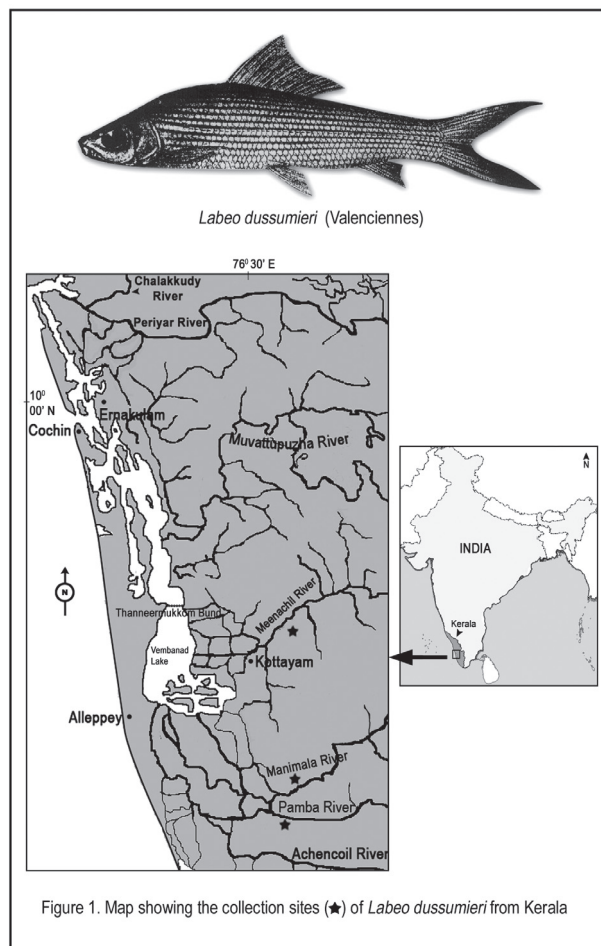 Labeo dussumieri (Valenciennes)
76⁰ 30' E
Chalakkudy
River
Periyar River
10⁰
00' N
Ernakulam
Cochin
Muvattupuzha River
N
INDIA
Kerala
N
Meenachil River
Thanneermukkom Bund
Vembanad
Lake
Kottayam
Alleppey
Manimala River
Pamba River
Achencoil River
Figure 1. Map showing the collection sites (★) of Labeo dussumieri from Kerala